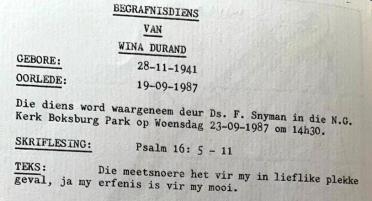 BEGRAFNISDIENS
VAN
WINA DURAND
GEBORE: 28-11-1941
OORLEDE: 19-09-1987
Die diens word waargeneem deur Ds. F. Snyman in die N.G.
Kerk Boksburg Park op Woensdag 23-09-1987 om 14h30.
SKRIFLESING: Psalm 16: 5 - 11
TEKS: Die meetsnoere het vir my in lieflike plekke
geval, ja my erfenis is vir my mooi.